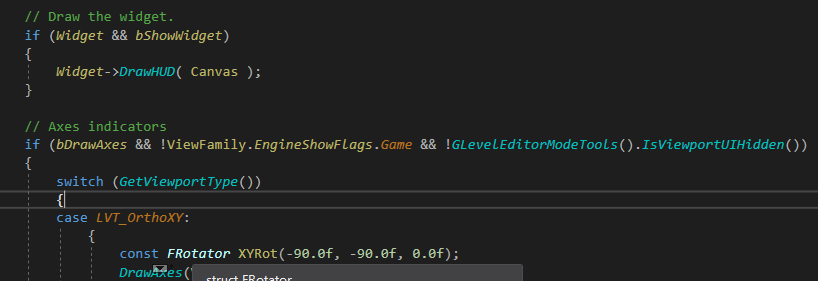 // Draw the widget.
if (Widget && bShowWidget)
{
Widget->DrawHUD( Canvas );
}
// Axes indicators
if (bDrawAxes && !ViewFamily.EngineShowFlags.Game && !GLevelEditorModeTools().IsViewportUIHidden())
{
switch (GetViewportType())
{
case LVT_OrthoXY:
{
const FRotator XYRot(-90.0f, -90.0f, 0.0f);
DrawAxes(
struct FRotator